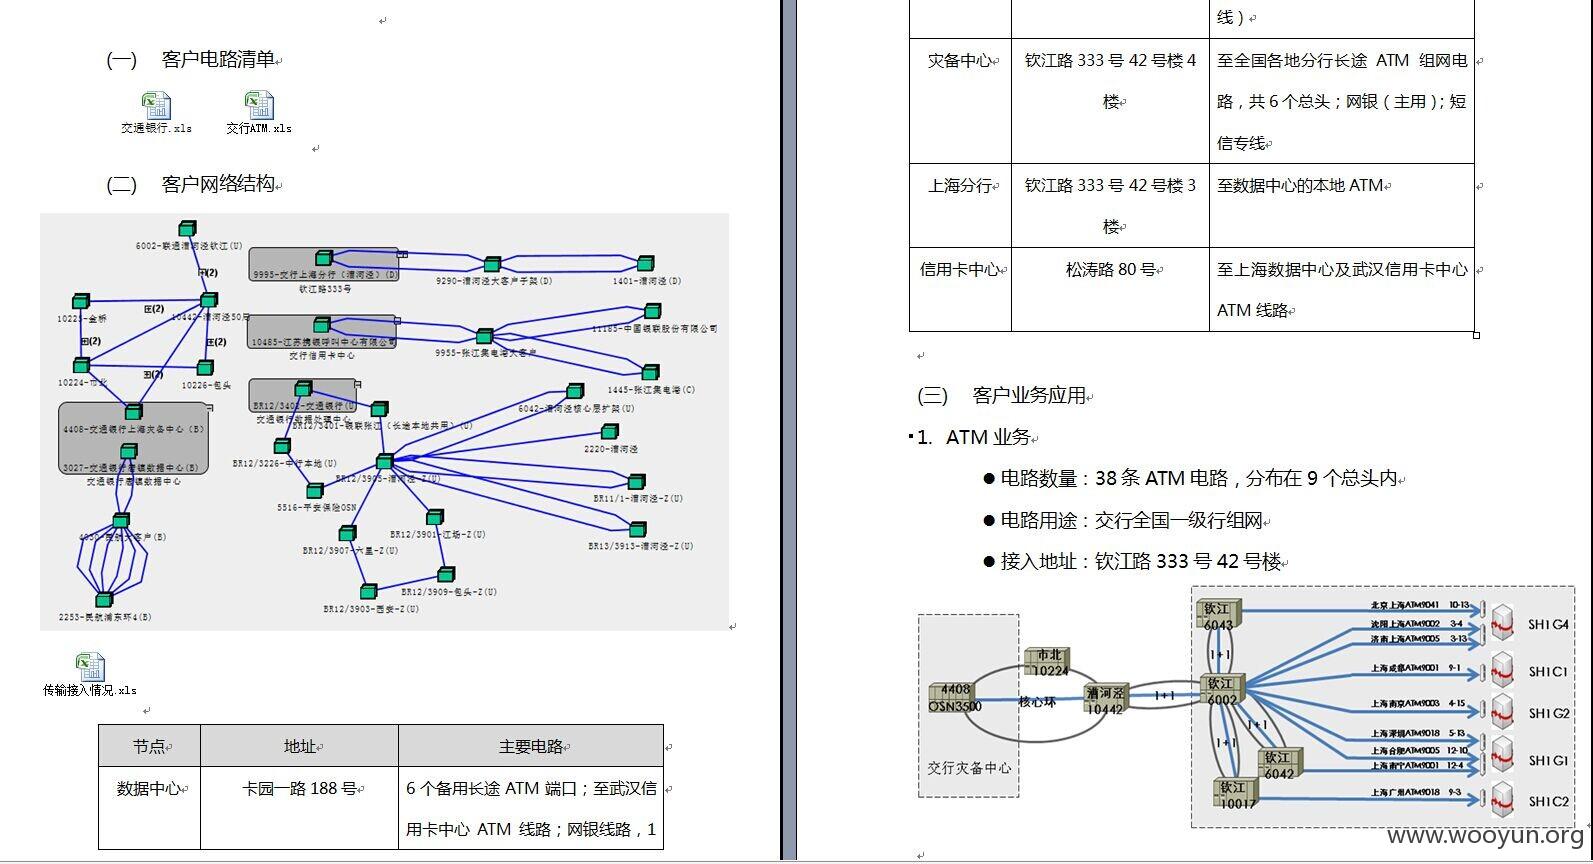 (一) 客户电路清单
交通银行.xls 交行ATM.xls
(二) 客户网络结构
6002-联通漕河泾钦江(U)
(2)
10225-金桥
10442-漕河泾50局
(2)
(2)
(2)
10224-市北
10226-包头
4408-交通银行上海灾备中心(B)
3027-交通银行唐镇数据中心(B)
交通银行唐镇数据中心
4030-民航大客户(B)
2253-民航浦东环4(B)
9993-交行上海分行(漕河泾)(D)
钦江路333号
9290-漕河泾大客户子架(D)
1401-漕河泾(D)
10485-江苏携银呼叫中心有限公司
交行信用卡中心
9955-张江集电港大客户
11185-中国银联股份有限公司
1445-张江集电港(C)
BR12/3402-交通银行(U)
交通银行数据处理中心
BR12/3401-银联张江(长途本地共用)(U)
BR12/3226-中行本地(U)
BR12/3905-漕河泾-Z(U)
5516-平安保险OSN
6042-漕河泾核心层扩架(U)
2220-漕河泾
BR11/1-漕河泾-Z(U)
BR13/3913-漕河泾-Z(U)
BR12/3901-江场-Z(U)
BR12/3907-六里-Z(U)
BR12/3909-包头-Z(U)
BR12/3903-西安-Z(U)
传输接入情况.xls
节点 地址 主要电路
数据中心 卡园一路 188 号 6 个备用长途 ATM 端口；至武汉信
用卡中心 ATM 线路；网银线路，1
线）
灾备中心 钦江路 333 号 42 号楼 4 至全国各地分行长途 ATM 组网电
楼 路，共 6 个总头；网银（主用）；短
信专线
上海分行 钦江路 333 号 42 号楼 3 至数据中心的本地 ATM
楼
信用卡中心 松涛路 80 号 至上海数据中心及武汉信用卡中心
ATM 线路
(三) 客户业务应用
1. ATM 业务
● 电路数量：38 条 ATM 电路，分布在 9 个总头内
● 电路用途：交行全国一级行组网
● 接入地址：钦江路 333 号 42 号楼
4408
OSN3500
交行灾备中心
市北
10224
核心环
漕河泾
10442
1+1
钦江
6043
1+1
钦江
6002
1+1
1+1
钦江
6042
钦江
10017
北京上海ATM9041 10-13
沈阳上海ATM9002 3-4
济南上海ATM9005 3-13
SH1G4
上海成都ATM9001 9-1
SH1C1
上海南京ATM9003 4-15
SH1G2
上海深圳ATM9018 5-13
上海合肥ATM9005 12-10
上海南宁ATM9001 12-4
SH1G1
上海广州ATM9018 9-3
SH1C2
www.wooyun.org